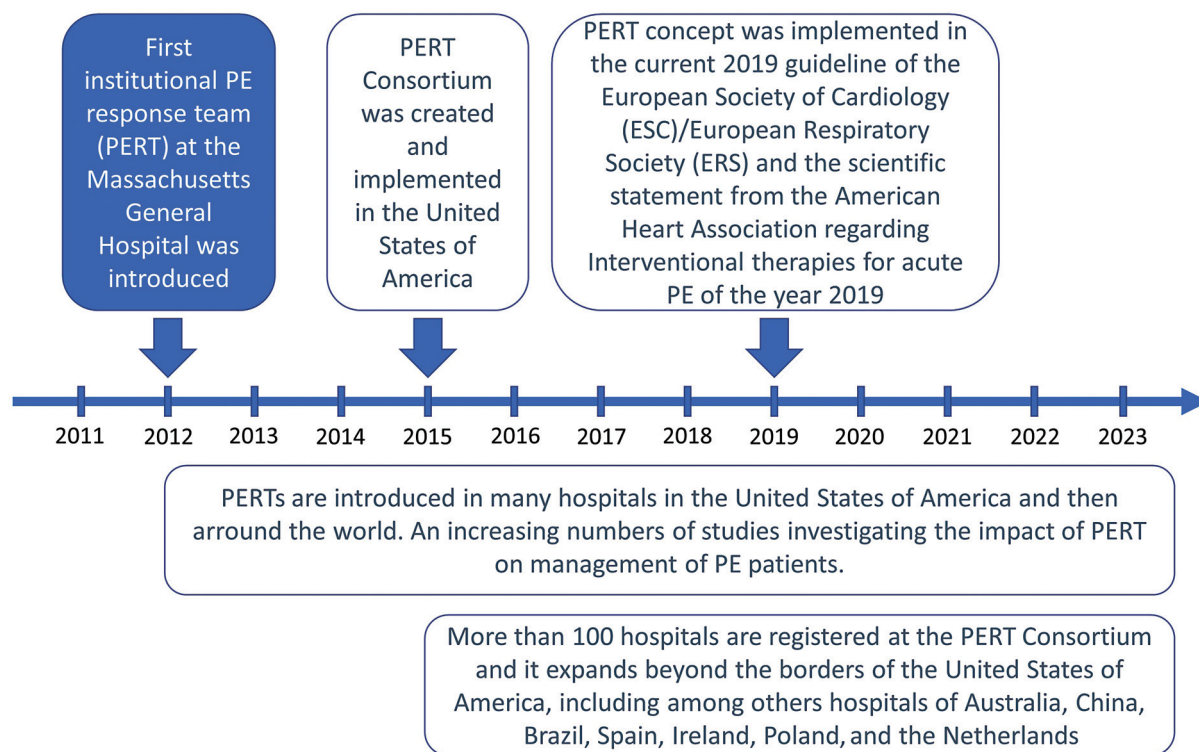 First
institutional PE
response team
(PERT) at the
Massachusetts
General
Hospital was
introduced
PERT
Consortium
was created
and
implemented
in the United
States of
America
PERT concept was implemented in
the current 2019 guideline of the
European Society of Cardiology
(ESC)/European Respiratory
Society (ERS) and the scientific
statement from the American
Heart Association regarding
Interventional therapies for acute
PE of the year 2019
2011 2012 2013 2014 2015 2016 2017 2018 2019 2020 2021 2022 2023
PERTs are introduced in many hospitals in the United States of America and then
arround the world. An increasing numbers of studies investigating the impact of PERT
on management of PE patients.
More than 100 hospitals are registered at the PERT Consortium
and it expands beyond the borders of the United States of
America, including among others hospitals of Australia, China,
Brazil, Spain, Ireland, Poland, and the Netherlands